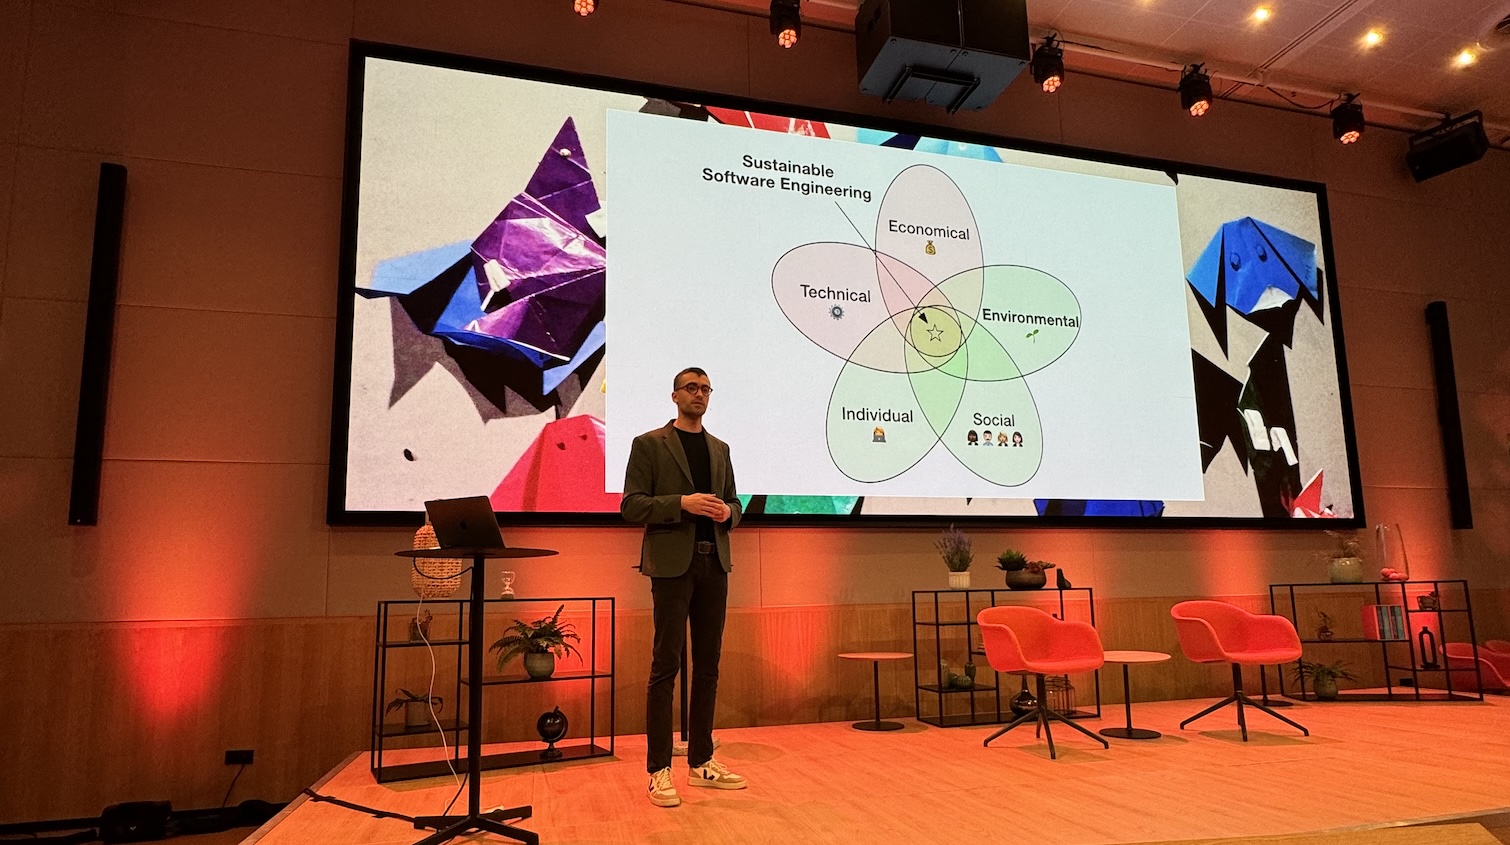 Sustainable
Software Engineering
Economical
Technical
Environmental
Individual
Social